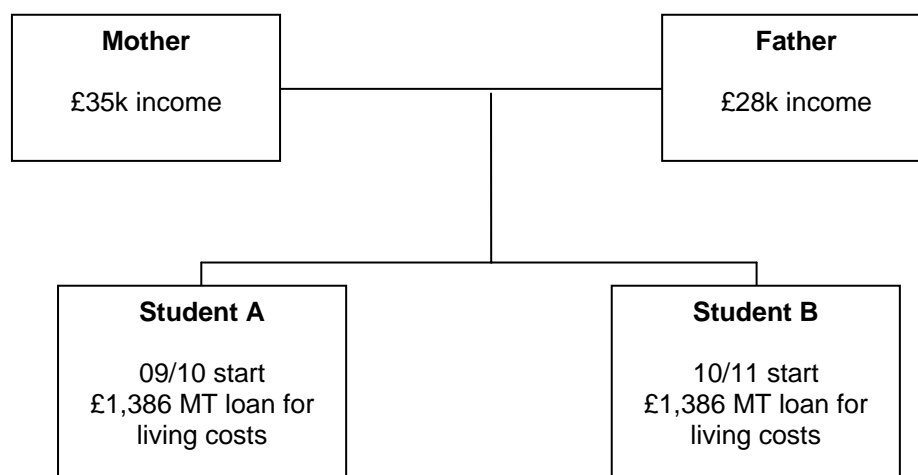 Mother
£35k income
Father
£28k income
Student A
09/10 start
£1,386 MT loan for
living costs
Student B
10/11 start
£1,386 MT loan for
living costs